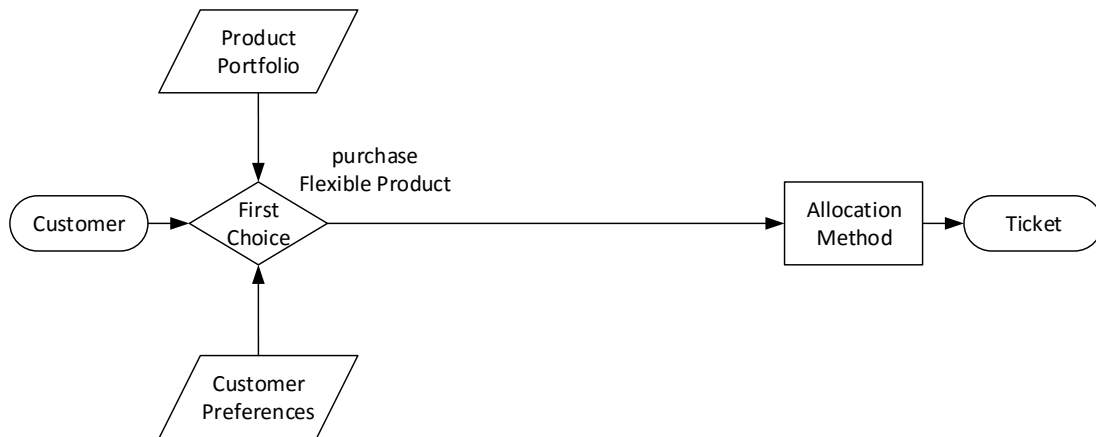 Product
Portfolio
purchase
Flexible Product
Customer
First
Choice
Allocation
Method
Ticket
Customer
Preferences